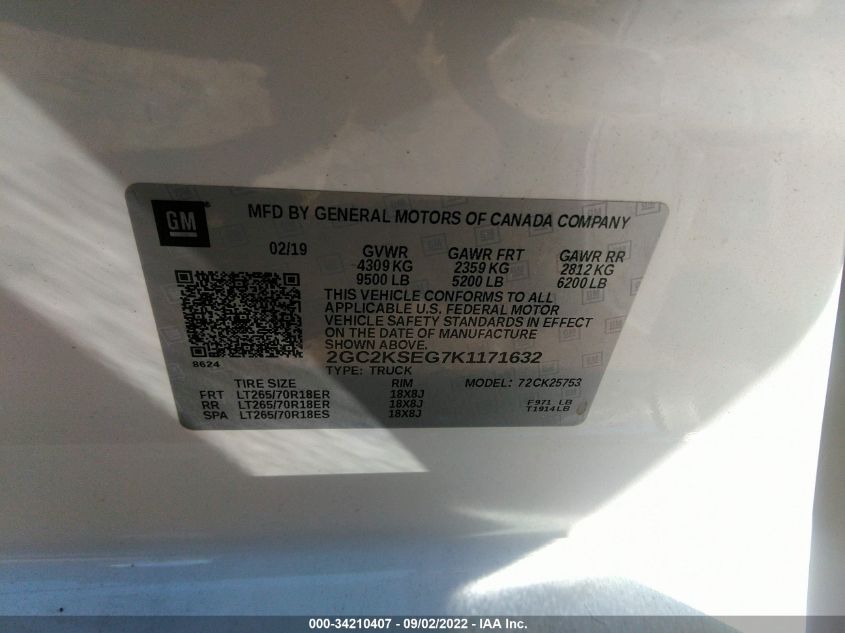 GM
MFD BY GENERAL MOTORS OF CANADA COMPANY
02/19 GVWR GAWR FRT GAWR RR
4309 KG 2359 KG 2812 KG
9500 LB 5200 LB 6200 LB
THIS VEHICLE CONFORMS TO ALL
APPLICABLE U.S. FEDERAL MOTOR
VEHICLE SAFETY STANDARDS IN EFFECT
ON THE DATE OF MANUFACTURE
SHOWN ABOVE.
8624 2GC2KSEG7K1171632
TYPE: TRUCK
TIRE SIZE RIM MODEL: 72CK25753
FRT LT265/70R18ER 18X8J
RR LT265/70R18ER 18X8J F971 LB
SPA LT265/70R18ES 18X8J T1914LB
000-34210407 - 09/02/2022 - IAA Inc.